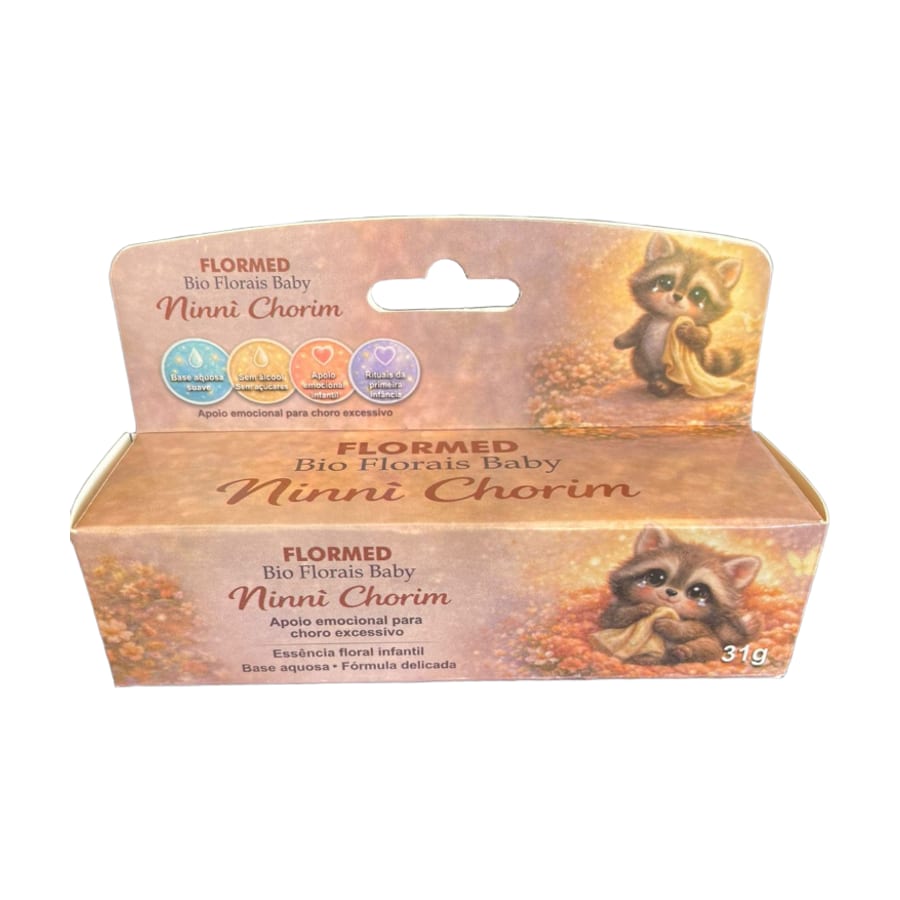 FLORMED
Bio Florais Baby
Ninnì Chorim
Base aquosa
suave
Sem álcool
Sem açúcares
Apoio
emocional
infantil
Rituais da
primeira
infância
Apoio emocional para choro excessivo
FLORMED
Bio Florais Baby
Ninnì Chorim
FLORMED
Bio Florais Baby
Ninnì Chorim
Apoio emocional para
choro excessivo
Essência floral infantil
Base aquosa • Fórmula delicada
31g